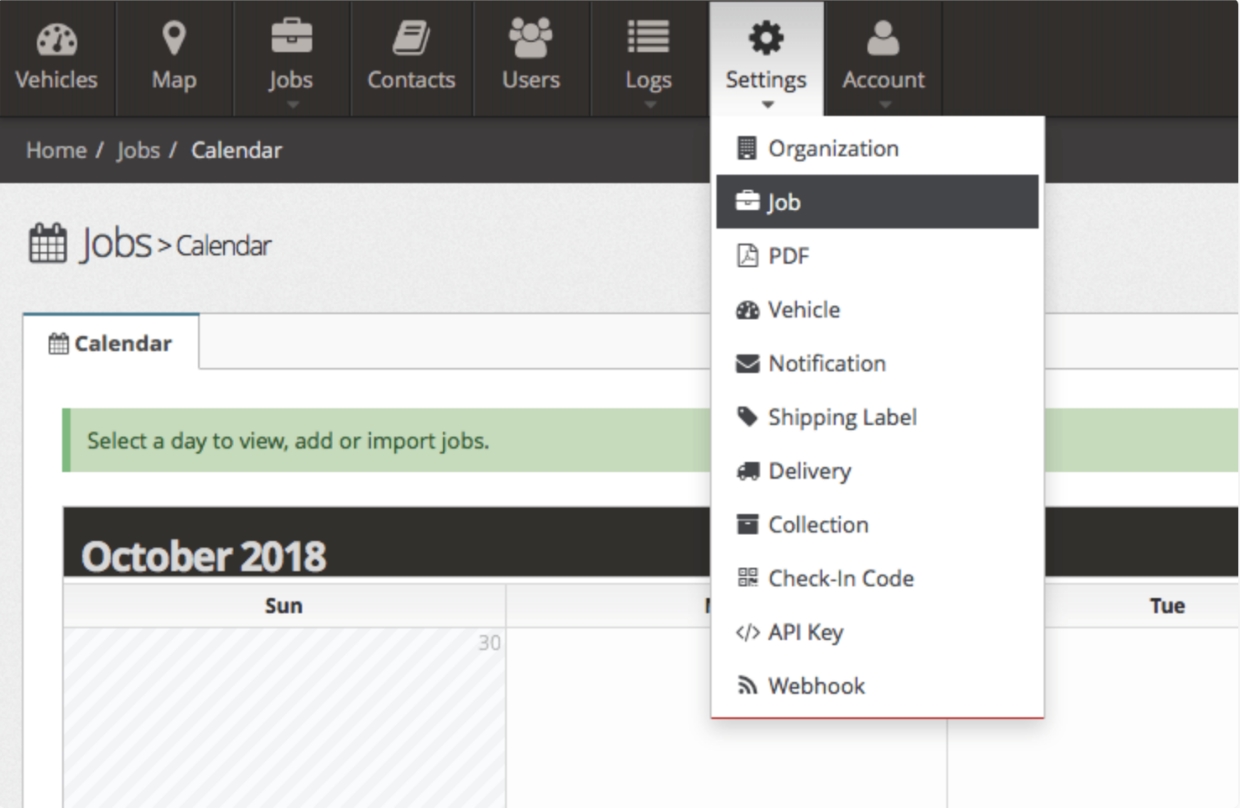 Vehicles
Map
Jobs
Contacts
Users
Logs
Settings
Account
Home / Jobs / Calendar
Jobs > Calendar
Calendar
Select a day to view, add or import jobs.
October 2018
Sun
Tue
30
Organization
Job
PDF
Vehicle
Notification
Shipping Label
Delivery
Collection
Check-In Code
</> API Key
Webhook